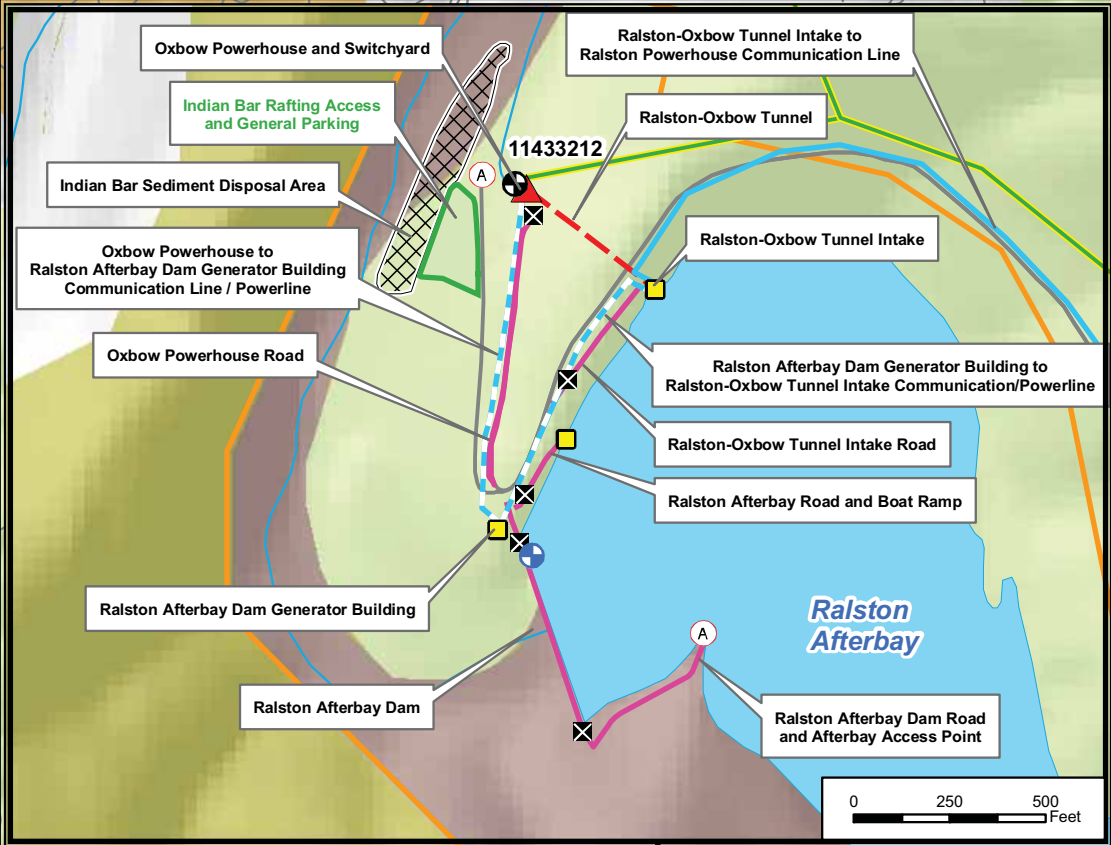 Oxbow Powerhouse and Switchyard
Ralston-Oxbow Tunnel Intake to
Ralston Powerhouse Communication Line
Indian Bar Rafting Access
and General Parking
Ralston-Oxbow Tunnel
11433212
A
Indian Bar Sediment Disposal Area
Oxbow Powerhouse to
Ralston Afterbay Dam Generator Building
Communication Line / Powerline
Ralston-Oxbow Tunnel Intake
Oxbow Powerhouse Road
Ralston Afterbay Dam Generator Building to
Ralston-Oxbow Tunnel Intake Communication/Powerline
Ralston-Oxbow Tunnel Intake Road
Ralston Afterbay Road and Boat Ramp
Ralston Afterbay Dam Generator Building
Ralston
Afterbay
A
Ralston Afterbay Dam
Ralston Afterbay Dam Road
and Afterbay Access Point
0 250 500
Feet